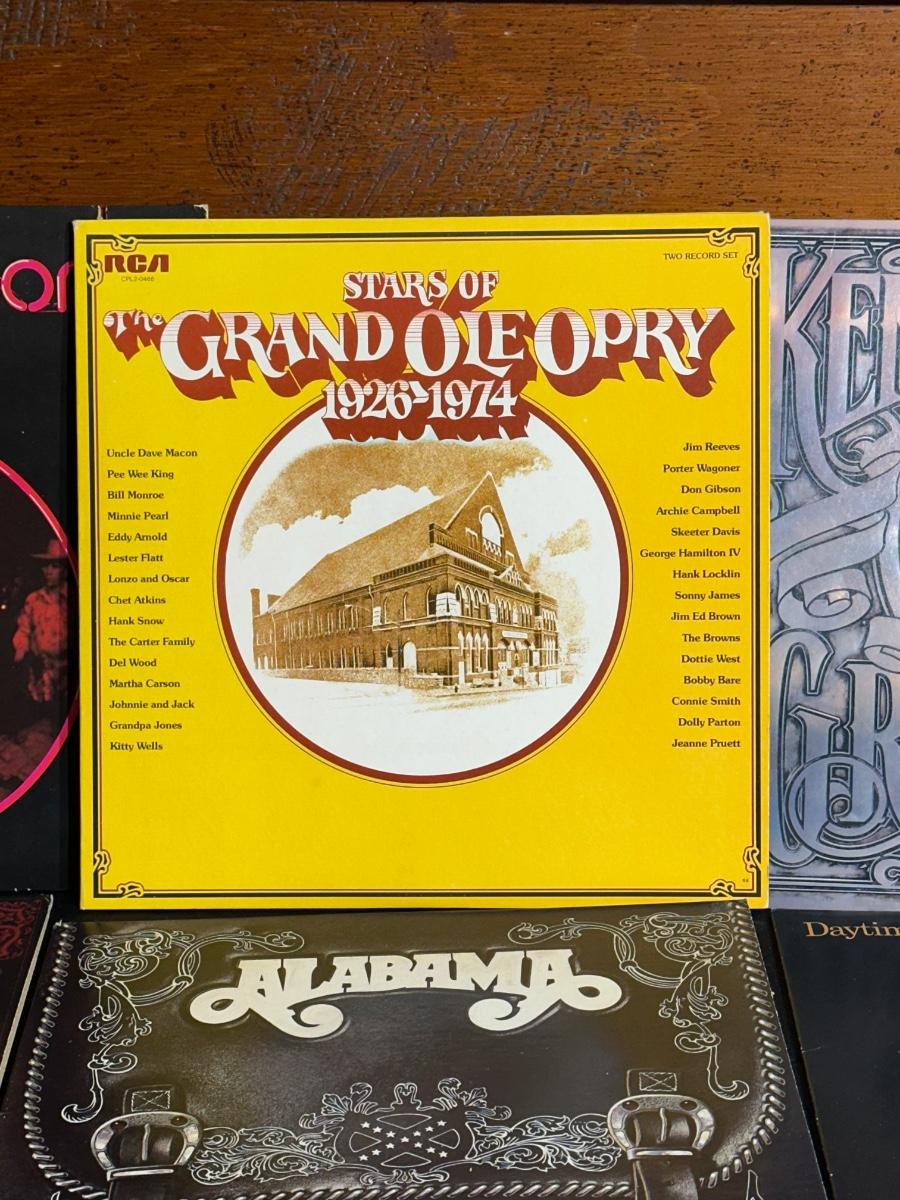 RCA
CPL2-0466
TWO RECORD SET
STARS OF
The GRAND OLE OPRY
1926-1974
Uncle Dave Macon
Pee Wee King
Bill Monroe
Minnie Pearl
Eddy Arnold
Lester Flatt
Lonzo and Oscar
Chet Atkins
Hank Snow
The Carter Family
Del Wood
Martha Carson
Johnnie and Jack
Grandpa Jones
Kitty Wells
Jim Reeves
Porter Wagoner
Don Gibson
Archie Campbell
Skeeter Davis
George Hamilton IV
Hank Locklin
Sonny James
Jim Ed Brown
The Browns
Dottie West
Bobby Bare
Connie Smith
Dolly Parton
Jeanne Pruett
ALABAMA
Daytim